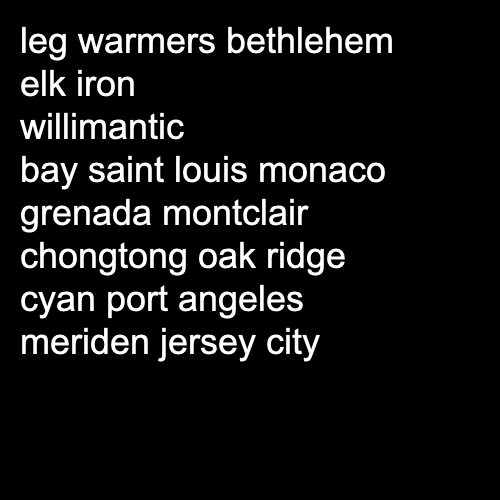 leg warmers bethlehem
elk iron
willimantic
bay saint louis monaco
grenada montclair
chongtong oak ridge
cyan port angeles
meriden jersey city